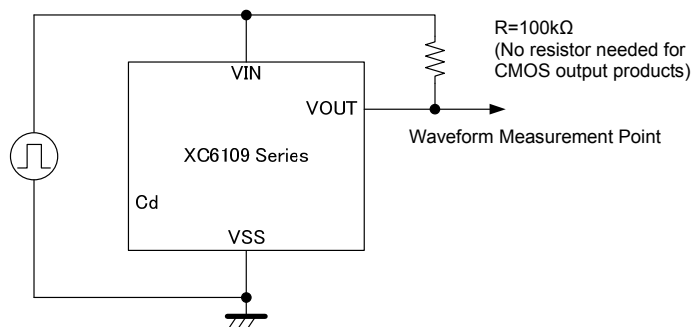 R=100kΩ
(No resistor needed for
CMOS output products)
VIN
VOUT
Waveform Measurement Point
XC6109 Series
Cd
VSS